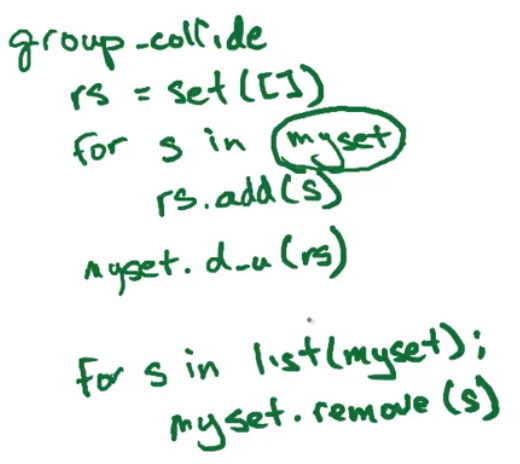 group_collide
rs = set([])
for s in myset
rs.add(s)
myset.d_u(rs)
for s in list(myset);
myset.remove(s)